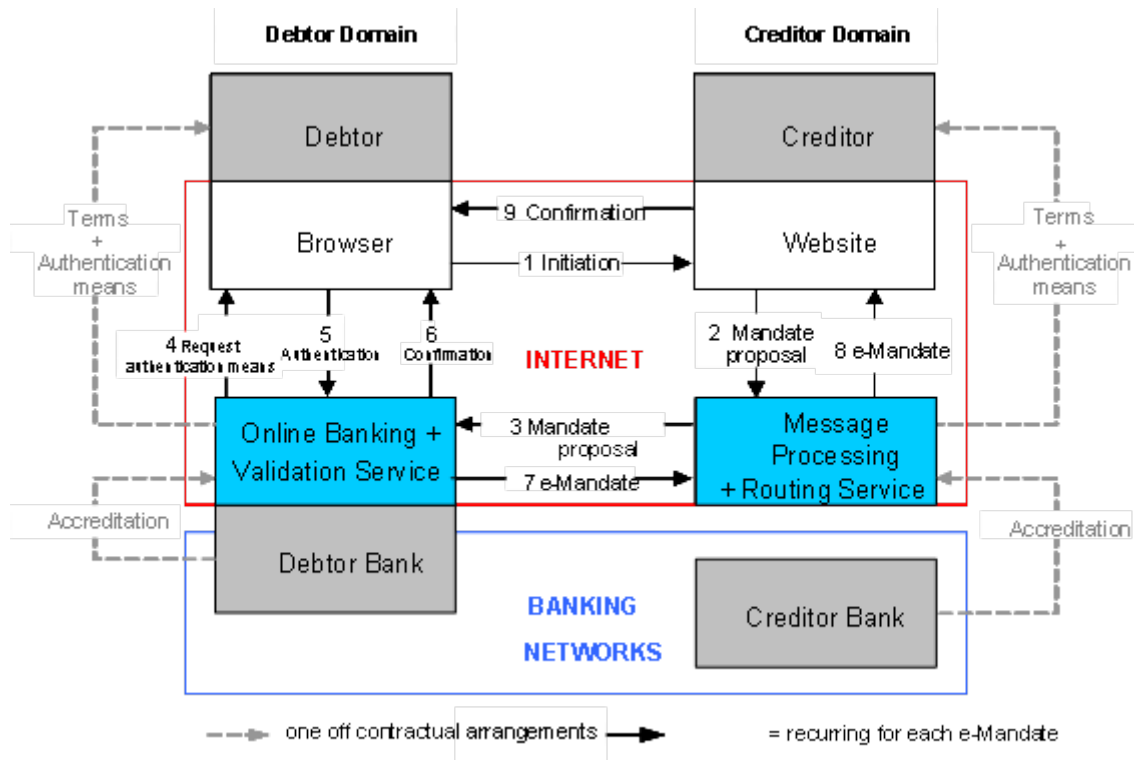 Debtor Domain
Creditor Domain
Debtor
Creditor
Terms
+
Authentication
means
9 Confirmation
Terms
+
Authentication
means
Browser
Website
1 Initiation
4 Request
authentication means
5
Authentication
6
Confirmation
INTERNET
2 Mandate
proposal
8 e-Mandate
Online Banking +
Validation Service
3 Mandate
proposal
7 e-Mandate
Message
Processing
+ Routing Service
Accreditation
Accreditation
Debtor Bank
BANKING
NETWORKS
Creditor Bank
one off contractual arrangements
= recurring for each e-Mandate